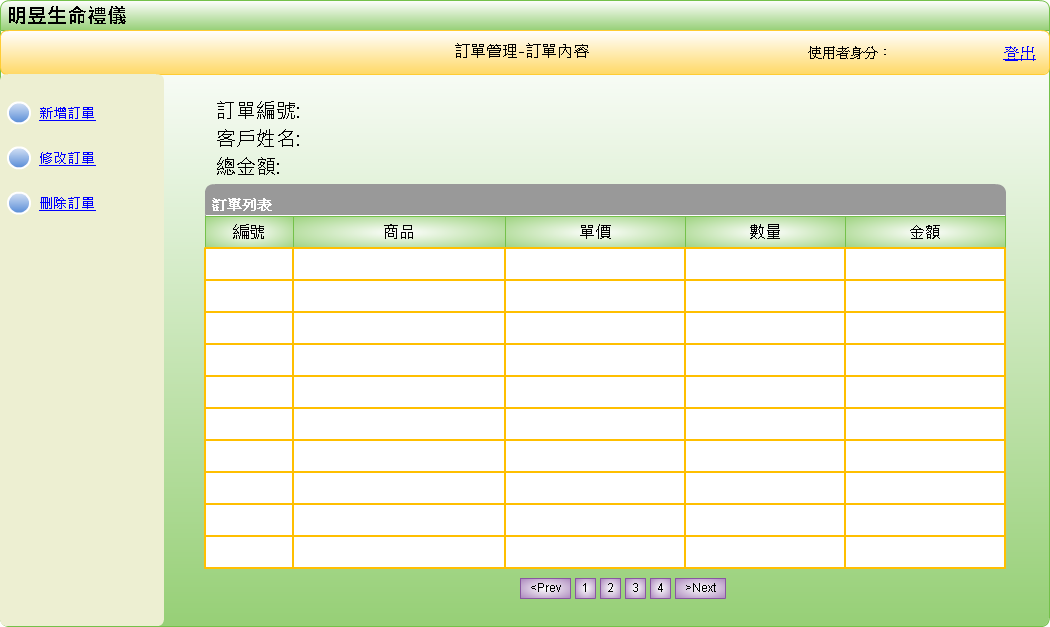 明昱生命禮儀
訂單管理-訂單內容
使用者身分：
登出
新增訂單
修改訂單
刪除訂單
訂單編號:
客戶姓名:
總金額:
訂單列表
編號 商品 單價 數量 金額
<Prev 1 2 3 4 >Next